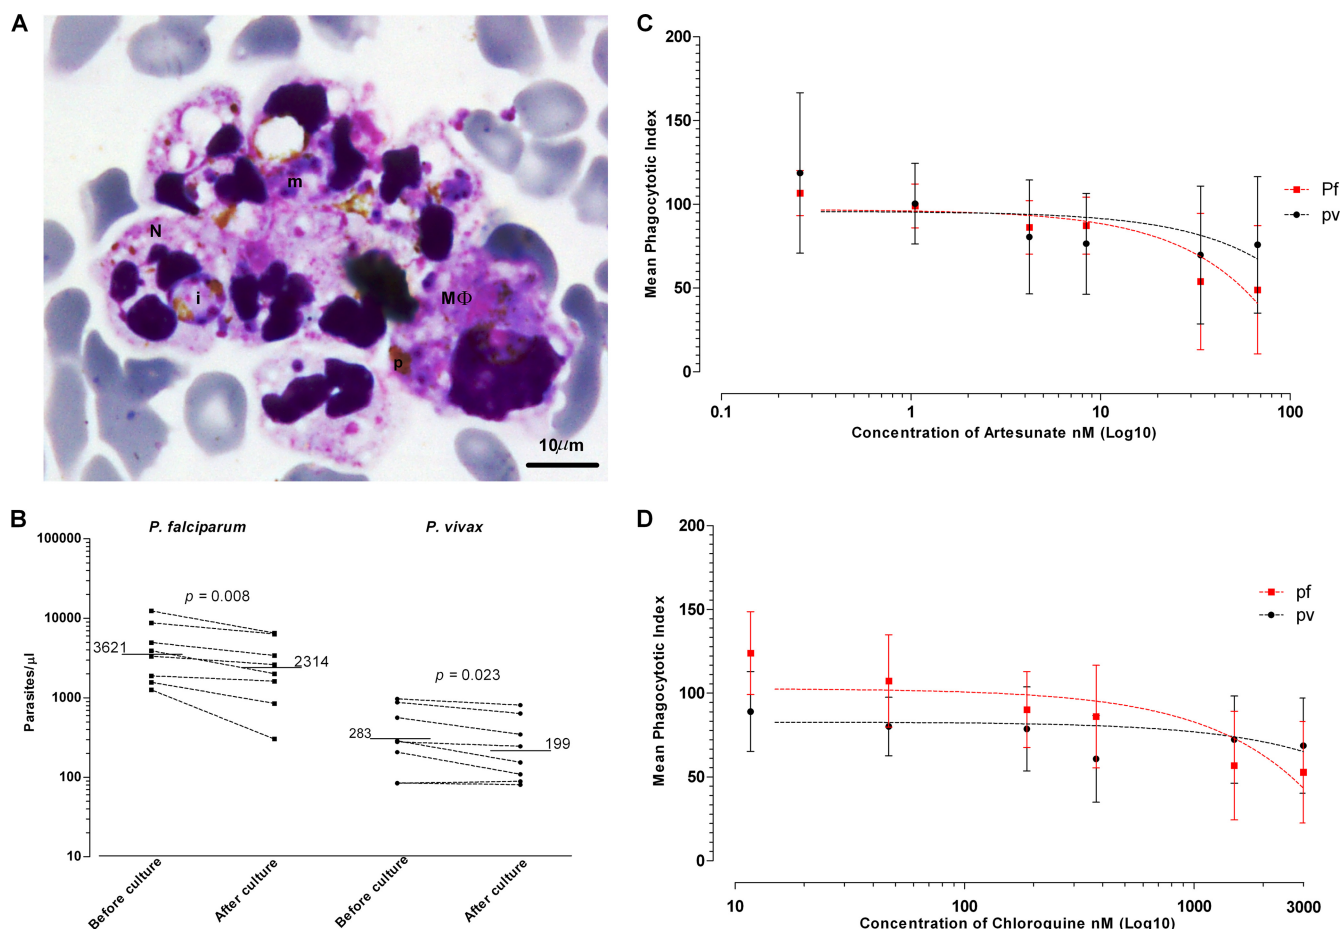 A
m
N
i
MΦ
p
10μm
B
P. falciparum
P. vivax
Parasites/μl
100000
10000
1000
100
10
p = 0.008
3621
2314
p = 0.023
283
199
Before culture
After culture
Before culture
After culture
C
Mean Phagocytotic Index
200
150
100
50
0
0.1
1
10
100
Concentration of Artesunate nM (Log10)
Pf
pv
D
Mean Phagocytotic Index
200
150
100
50
0
10
100
1000
3000
Concentration of Chloroquine nM (Log10)
pf
pv